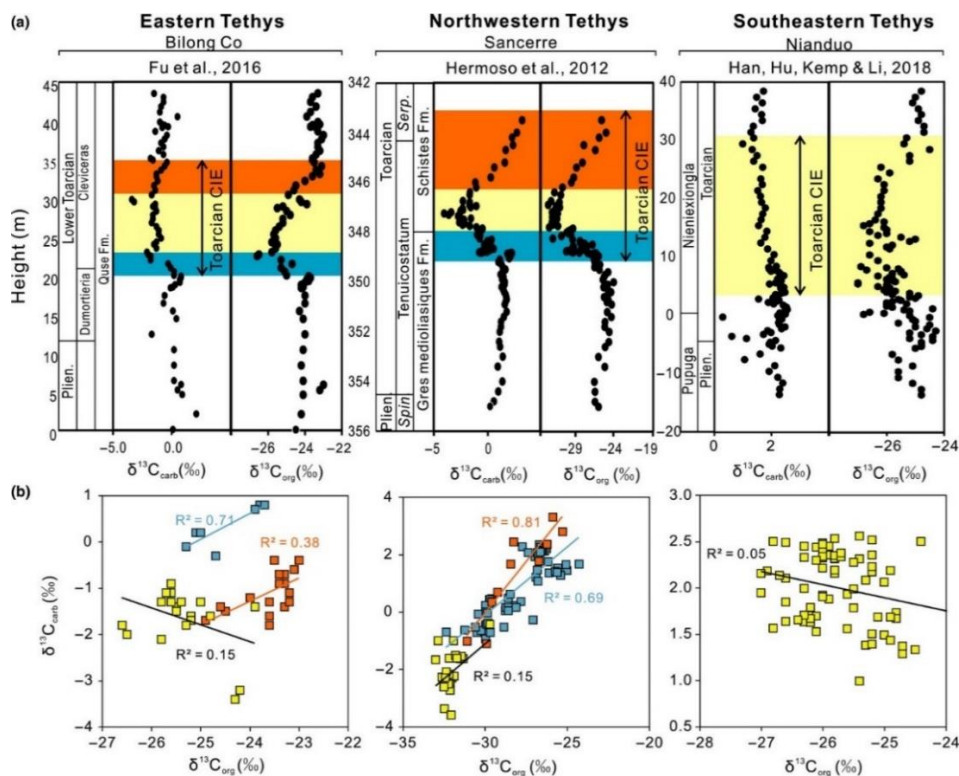 (a)
Eastern Tethys
Bilong Co
Fu et al., 2016
Northwestern Tethys
Sancerre
Hermoso et al., 2012
Southeastern Tethys
Nianduo
Han, Hu, Kemp & Li, 2018
Height (m)
45
40
35
30
25
20
15
10
5
0
Lower Toarcian
Plien.
Cleviceras
Dumortieria
Quse Fm.
Toarcian CIE
-5.0
0.0
-26
-24
-22
δ13Ccarb(‰)
δ13Corg(‰)
342
344
346
348
350
352
354
356
Toarcian
Plien
Serp.
Tenuicostatum
Spin
Schistes Fm.
Gres medioliasiques Fm.
Toarcian CIE
-5
0
5
-29
-24
-19
δ13Ccarb(‰)
δ13Corg(‰)
40
30
20
10
0
-10
-20
Nieniexiongla
Pupuga
Toarcian
Plien.
Toarcian CIE
0
2
-26
-24
δ13Ccarb(‰)
δ13Corg(‰)
(b)
δ13Ccarb(‰)
1
0
-1
-2
-3
-4
R² = 0.71
R² = 0.38
R² = 0.15
-27
-26
-25
-24
-23
-22
δ13Corg(‰)
4
2
0
-2
-4
R² = 0.81
R² = 0.69
R² = 0.15
-35
-30
-25
-20
δ13Corg(‰)
3.0
2.5
2.0
1.5
1.0
0.5
R² = 0.05
-27
-26
-25
-24
δ13Corg(‰)